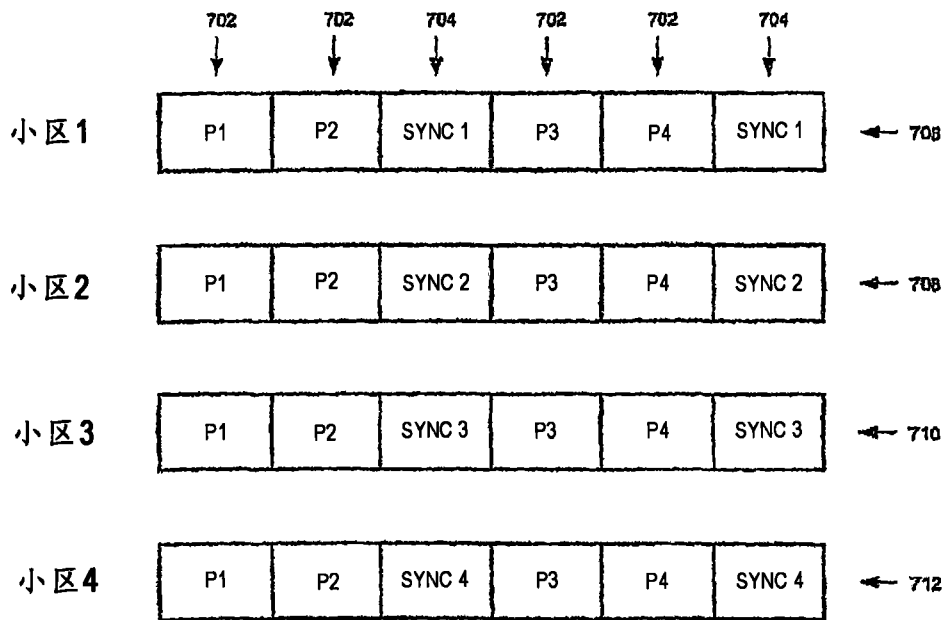 702 702 704 702 702 704
小区1 P1 P2 SYNC 1 P3 P4 SYNC 1 706
小区2 P1 P2 SYNC 2 P3 P4 SYNC 2 708
小区3 P1 P2 SYNC 3 P3 P4 SYNC 3 710
小区4 P1 P2 SYNC 4 P3 P4 SYNC 4 712